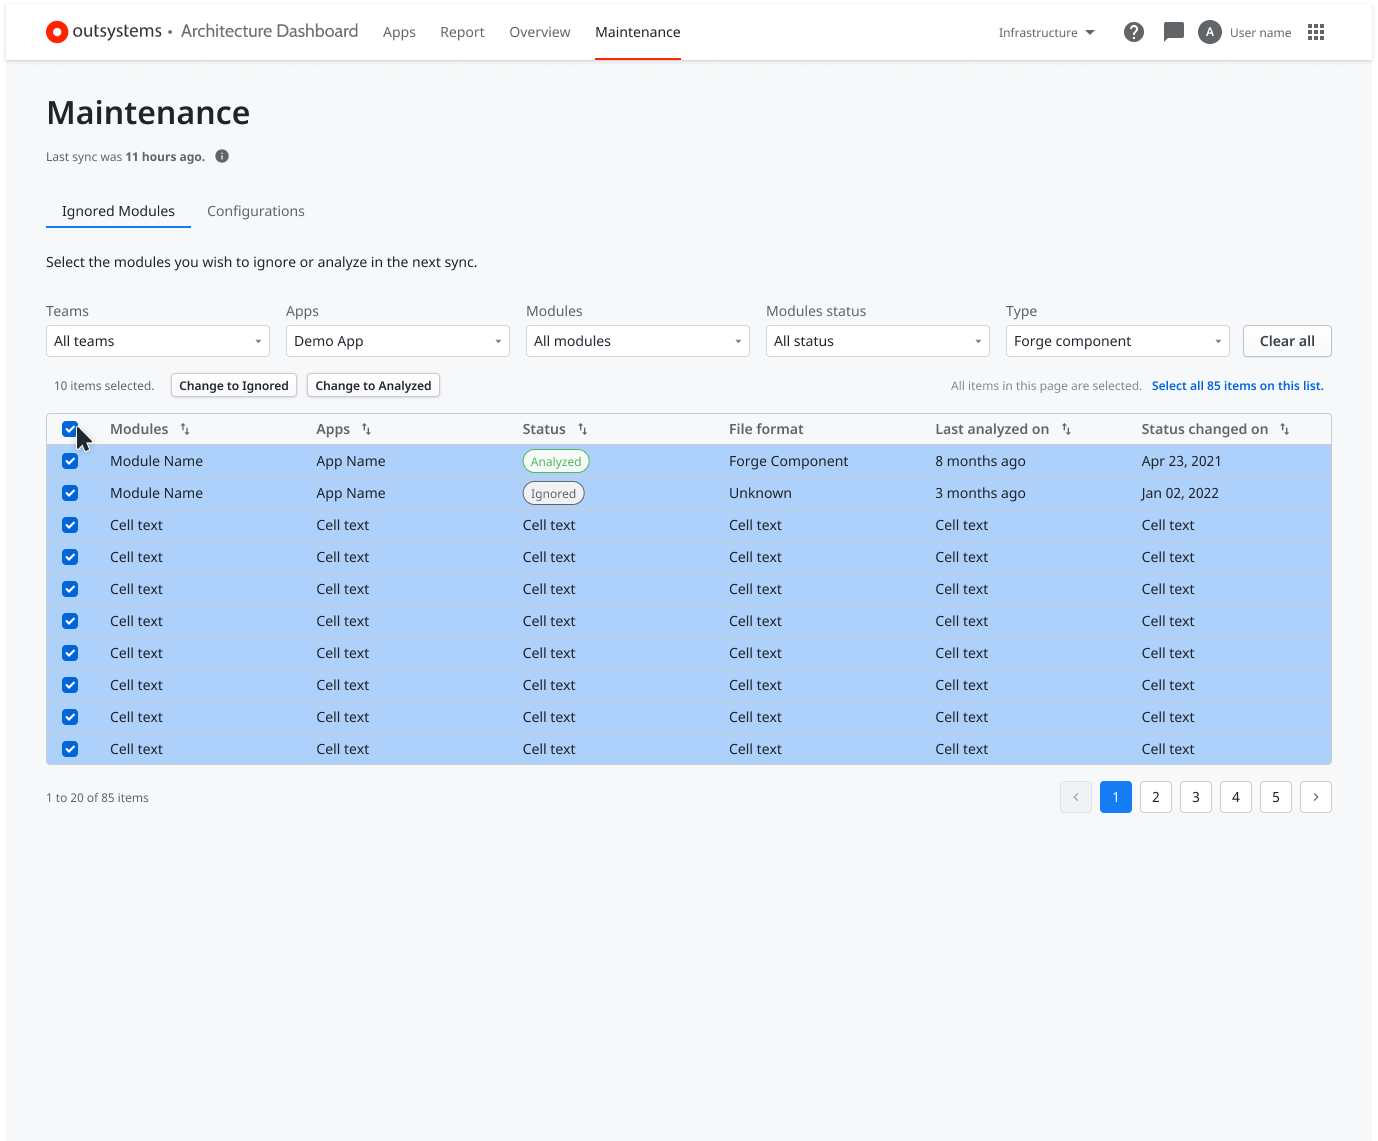 outsystems • Architecture Dashboard Apps Report Overview Maintenance Infrastructure A User name
Maintenance
Last sync was 11 hours ago.
Ignored Modules Configurations
Select the modules you wish to ignore or analyze in the next sync.
Teams Apps Modules Modules status Type
All teams Demo App All modules All status Forge component Clear all
10 items selected. Change to Ignored Change to Analyzed All items in this page are selected. Select all 85 items on this list.
Modules Apps Status File format Last analyzed on Status changed on
Module Name App Name Analyzed Forge Component 8 months ago Apr 23, 2021
Module Name App Name Ignored Unknown 3 months ago Jan 02, 2022
Cell text Cell text Cell text Cell text Cell text Cell text
Cell text Cell text Cell text Cell text Cell text Cell text
Cell text Cell text Cell text Cell text Cell text Cell text
Cell text Cell text Cell text Cell text Cell text Cell text
Cell text Cell text Cell text Cell text Cell text Cell text
Cell text Cell text Cell text Cell text Cell text Cell text
Cell text Cell text Cell text Cell text Cell text Cell text
Cell text Cell text Cell text Cell text Cell text Cell text
1 to 20 of 85 items 1 2 3 4 5